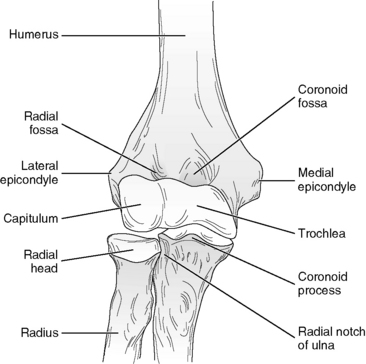 Humerus
Coronoid
fossa
Radial
fossa
Lateral
epicondyle
Medial
epicondyle
Capitulum
Trochlea
Radial
head
Coronoid
process
Radius
Radial notch
of ulna